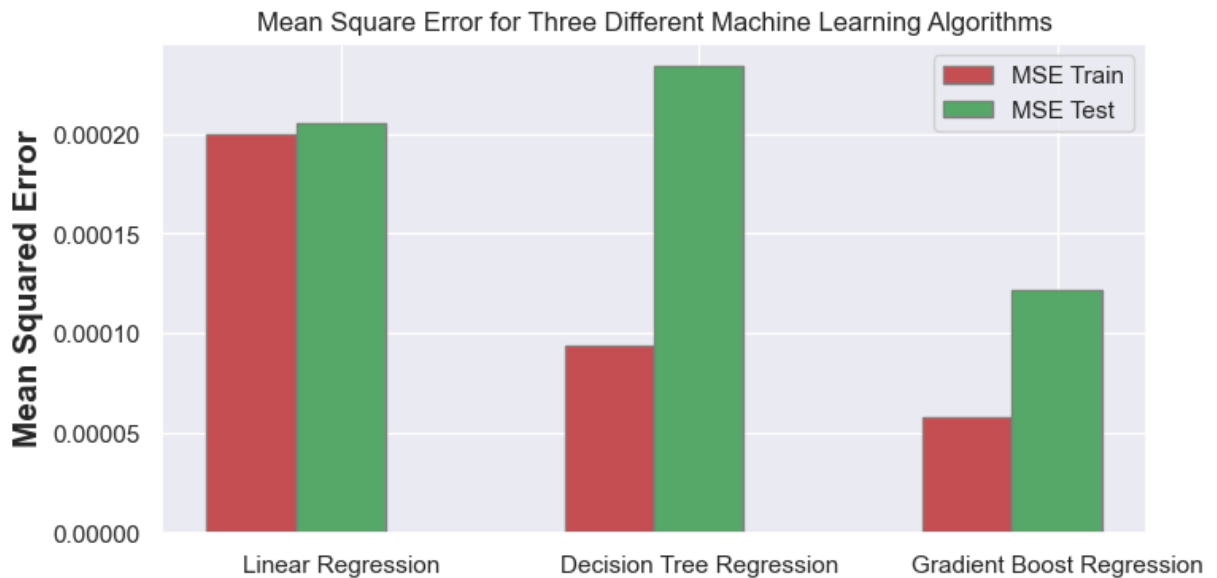 Mean Square Error for Three Different Machine Learning Algorithms
MSE Train
MSE Test
Mean Squared Error
0.00020
0.00015
0.00010
0.00005
0.00000
Linear Regression
Decision Tree Regression
Gradient Boost Regression